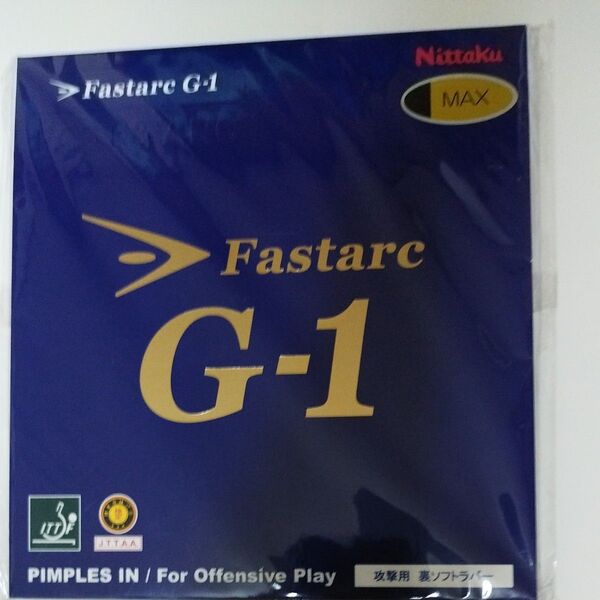 Nittaku
Fastarc G-1
MAX
Fastarc
G-1
ITTF
J.T.T.A.A.
PIMPLES IN / For Offensive Play
攻撃用 裏ソフトラバー